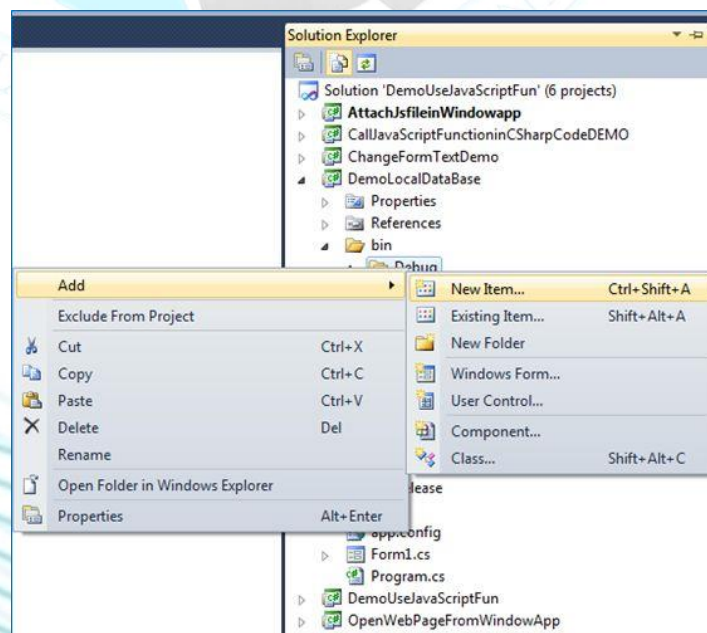 Solution Explorer
Solution 'DemoUseJavaScriptFun' (6 projects)
AttachJsfileinWindowapp
CallJavaScriptFunctioninCSharpCodeDEMO
ChangeFormTextDemo
DemoLocalDataBase
Properties
References
bin
Debug
Add
Exclude From Project
Cut Ctrl+X
Copy Ctrl+C
Paste Ctrl+V
Delete Del
Rename
Open Folder in Windows Explorer
Properties Alt+Enter
New Item... Ctrl+Shift+A
Existing Item... Shift+Alt+A
New Folder
Windows Form...
User Control...
Component...
Class... Shift+Alt+C
lease
app.config
Form1.cs
Program.cs
DemoUseJavaScriptFun
OpenWebPageFromWindowApp